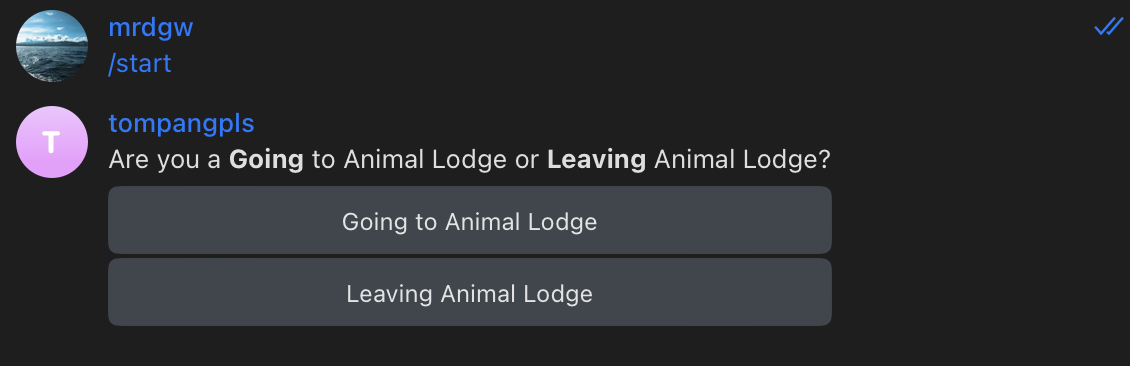 mrdgw
/start
T
tompangpls
Are you a Going to Animal Lodge or Leaving Animal Lodge?
Going to Animal Lodge
Leaving Animal Lodge